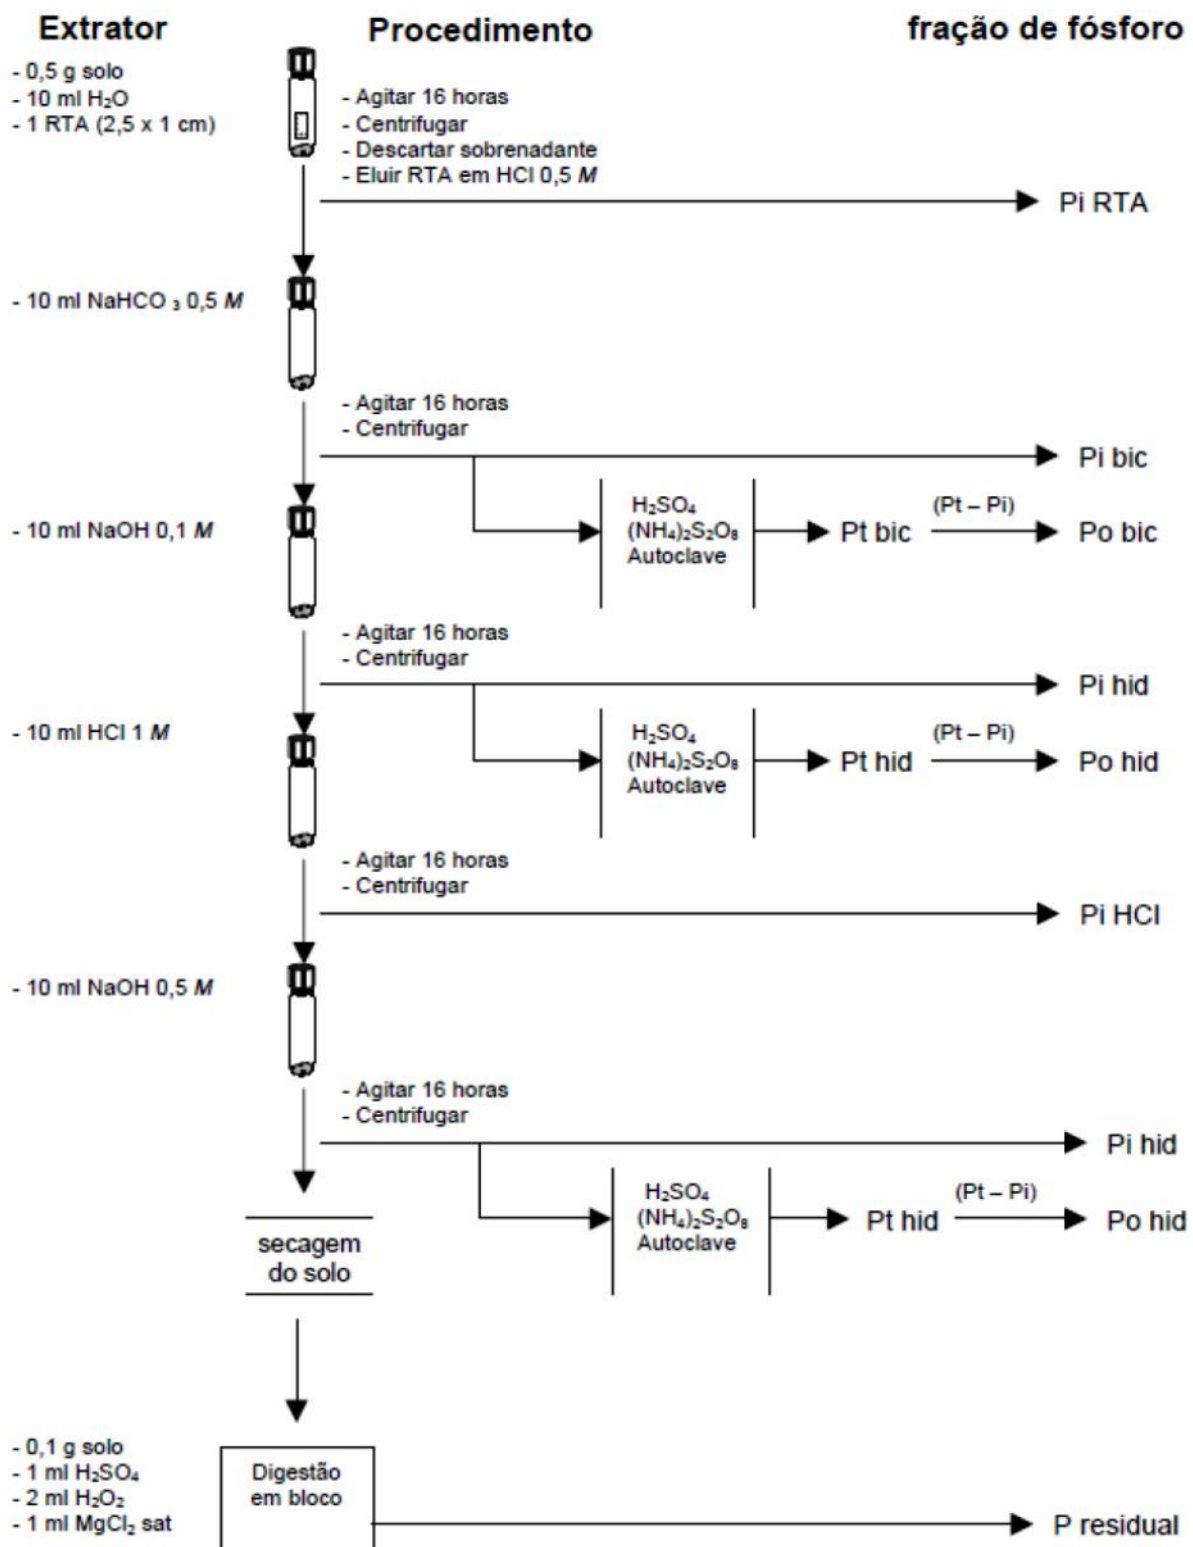 Extrator
Procedimento
fração de fósforo
- 0,5 g solo
- 10 ml H₂O
- 1 RTA (2,5 x 1 cm)
- Agitar 16 horas
- Centrifugar
- Descartar sobrenadante
- Eluir RTA em HCl 0,5 M
Pi RTA
- 10 ml NaHCO ₃ 0,5 M
- Agitar 16 horas
- Centrifugar
Pi bic
- 10 ml NaOH 0,1 M
H₂SO₄
(NH₄)₂S₂O₈
Autoclave
Pt bic
(Pt – Pi)
Po bic
- Agitar 16 horas
- Centrifugar
Pi hid
- 10 ml HCl 1 M
H₂SO₄
(NH₄)₂S₂O₈
Autoclave
Pt hid
(Pt – Pi)
Po hid
- Agitar 16 horas
- Centrifugar
Pi HCl
- 10 ml NaOH 0,5 M
- Agitar 16 horas
- Centrifugar
Pi hid
H₂SO₄
(NH₄)₂S₂O₈
Autoclave
Pt hid
(Pt – Pi)
Po hid
secagem
do solo
- 0,1 g solo
- 1 ml H₂SO₄
- 2 ml H₂O₂
- 1 ml MgCl₂ sat
Digestão
em bloco
P residual